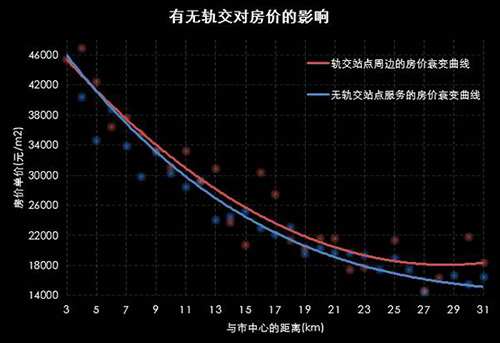 有无轨交对房价的影响
轨交站点周边的房价衰变曲线
无轨交站点服务的房价衰变曲线
房价单价(元/m2)
46000
42000
38000
34000
30000
26000
22000
18000
14000
3 5 7 9 11 13 15 17 19 21 23 25 27 29 31
与市中心的距离(km)